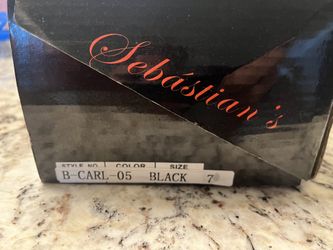 Sebástian's
STYLE NO. COLOR SIZE
B-CARL-05 BLACK 7